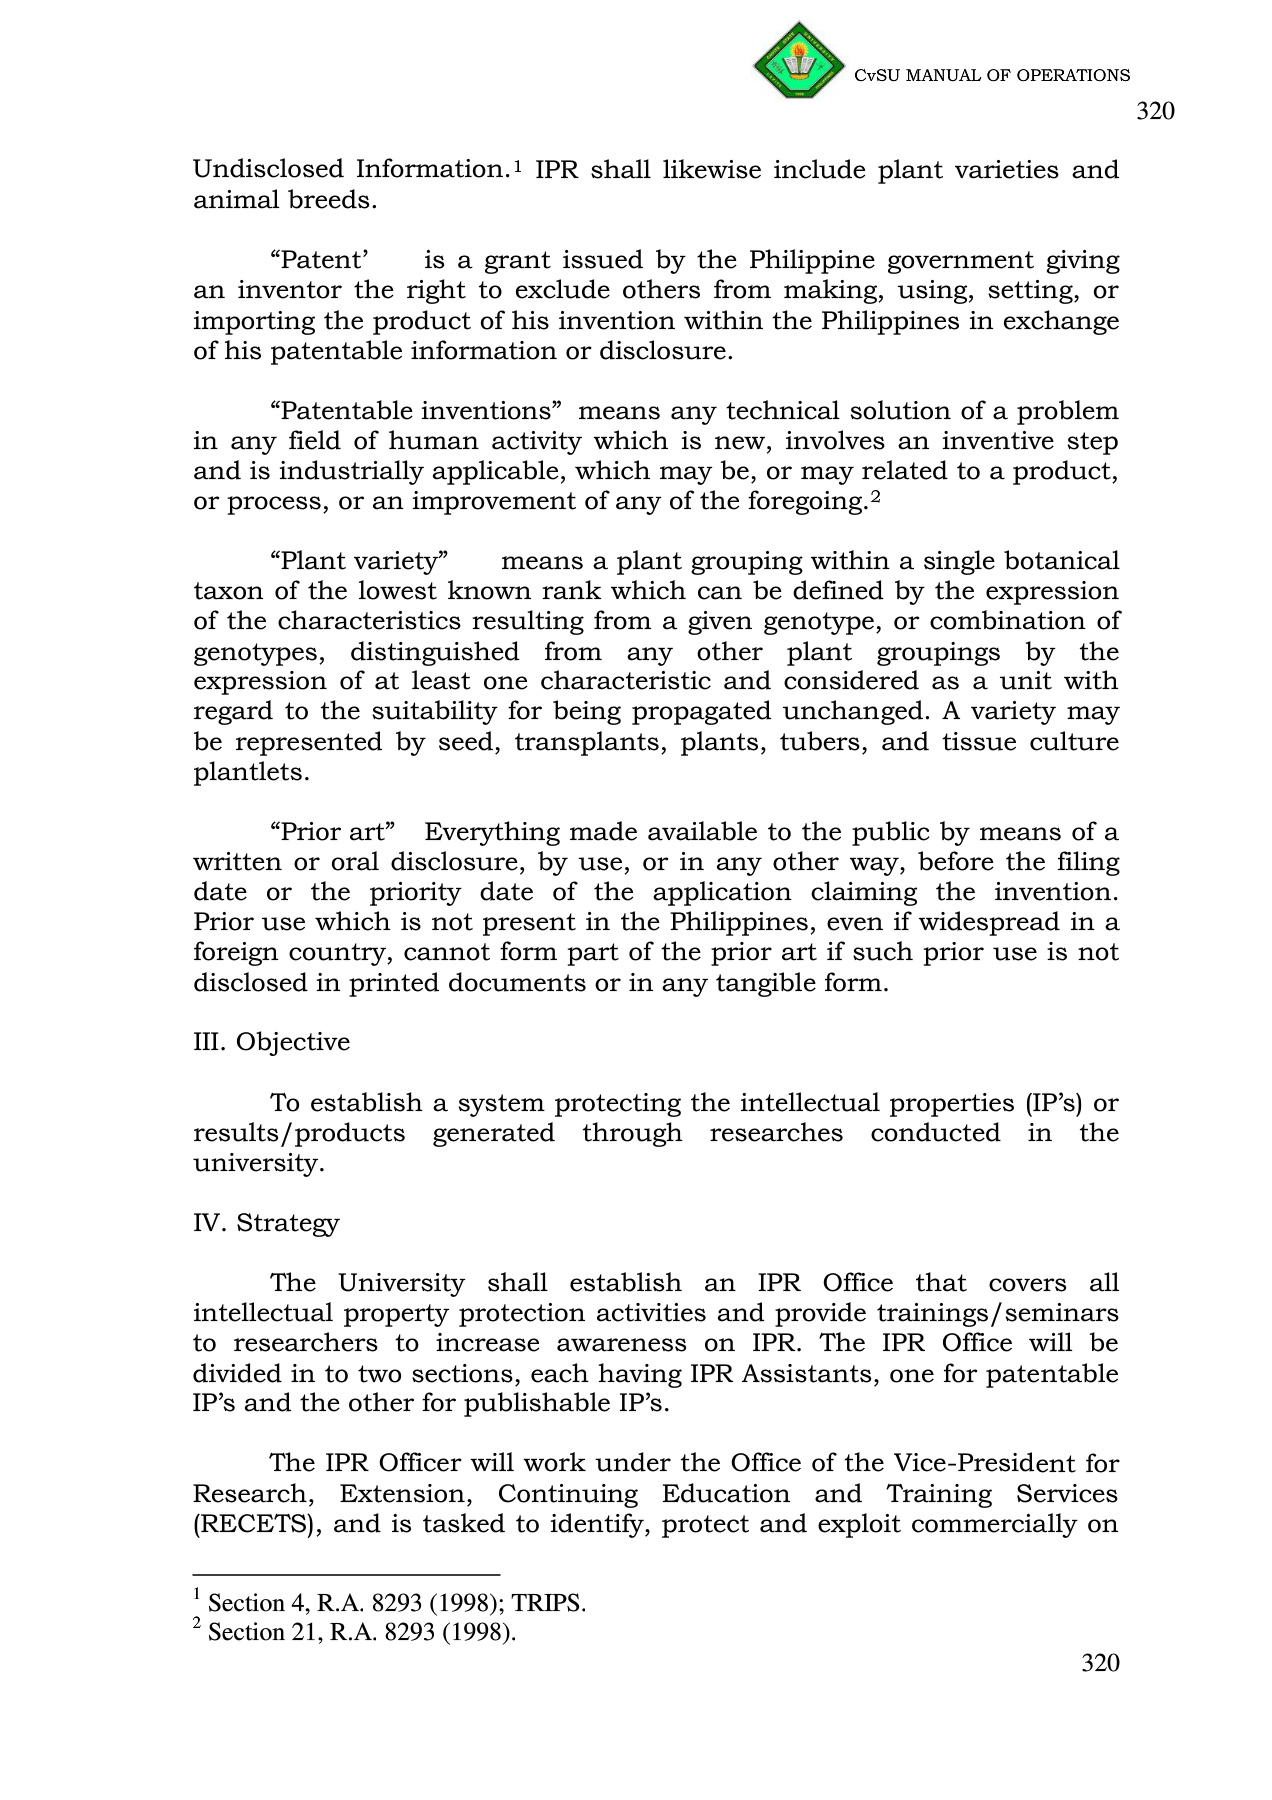 CvSU MANUAL OF OPERATIONS
320
Undisclosed Information.¹ IPR shall likewise include plant varieties and
animal breeds.
“Patent’ is a grant issued by the Philippine government giving
an inventor the right to exclude others from making, using, setting, or
importing the product of his invention within the Philippines in exchange
of his patentable information or disclosure.
“Patentable inventions” means any technical solution of a problem
in any field of human activity which is new, involves an inventive step
and is industrially applicable, which may be, or may related to a product,
or process, or an improvement of any of the foregoing.²
“Plant variety” means a plant grouping within a single botanical
taxon of the lowest known rank which can be defined by the expression
of the characteristics resulting from a given genotype, or combination of
genotypes, distinguished from any other plant groupings by the
expression of at least one characteristic and considered as a unit with
regard to the suitability for being propagated unchanged. A variety may
be represented by seed, transplants, plants, tubers, and tissue culture
plantlets.
“Prior art” Everything made available to the public by means of a
written or oral disclosure, by use, or in any other way, before the filing
date or the priority date of the application claiming the invention.
Prior use which is not present in the Philippines, even if widespread in a
foreign country, cannot form part of the prior art if such prior use is not
disclosed in printed documents or in any tangible form.
III. Objective
To establish a system protecting the intellectual properties (IP’s) or
results/products generated through researches conducted in the
university.
IV. Strategy
The University shall establish an IPR Office that covers all
intellectual property protection activities and provide trainings/seminars
to researchers to increase awareness on IPR. The IPR Office will be
divided in to two sections, each having IPR Assistants, one for patentable
IP’s and the other for publishable IP’s.
The IPR Officer will work under the Office of the Vice-President for
Research, Extension, Continuing Education and Training Services
(RECETS), and is tasked to identify, protect and exploit commercially on
¹ Section 4, R.A. 8293 (1998); TRIPS.
² Section 21, R.A. 8293 (1998).
320